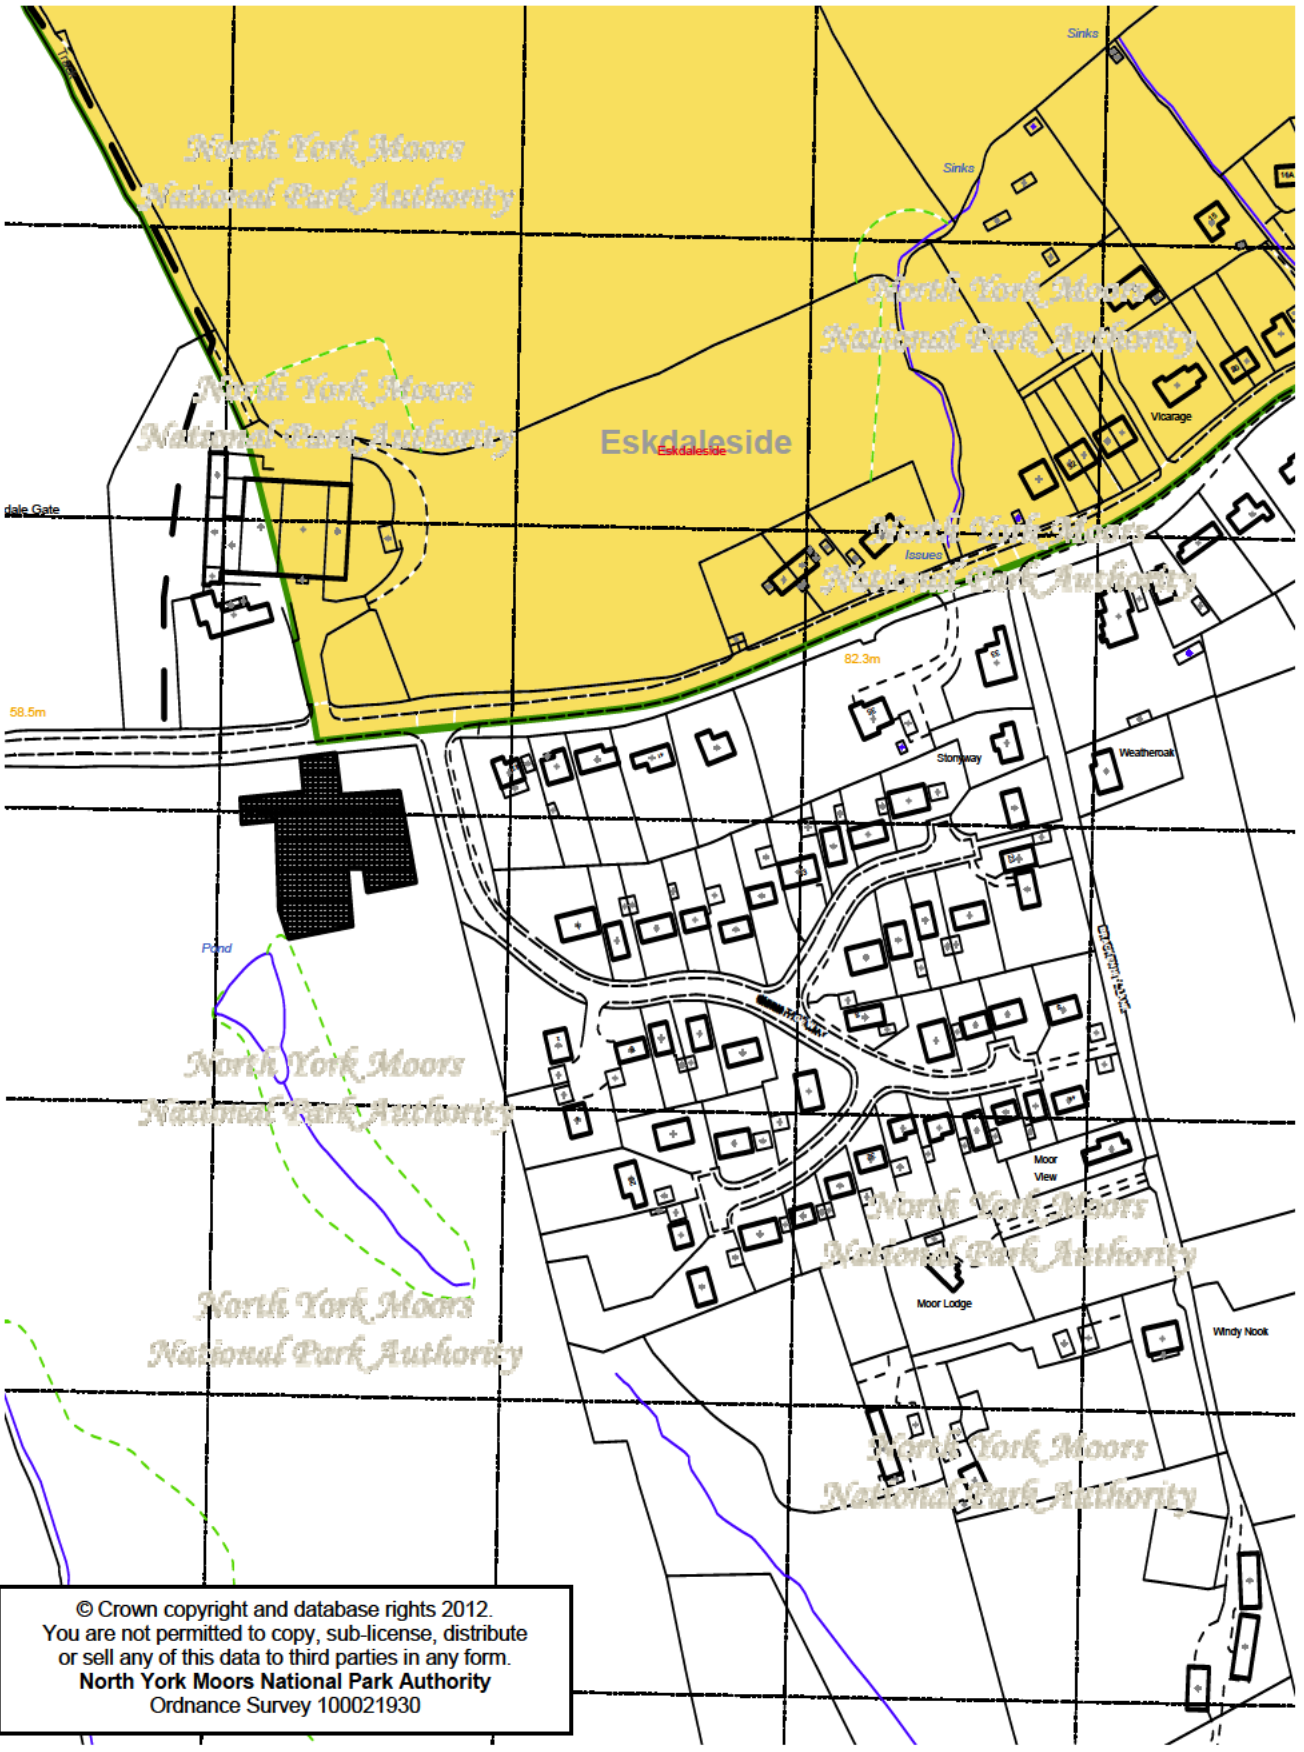 Sinks
Track
North York Moors
National Park Authority
Sinks
16A
15
North York Moors
National Park Authority
North York Moors
National Park Authority
Vicarage
Eskdaleside
Eskdaleside
dale Gate
North York Moors
National Park Authority
Issues
33
82.3m
58.5m
Stonyway
Weatheroak
Pond
North York Moors
National Park Authority
Moor
View
North York Moors
National Park Authority
Moor Lodge
North York Moors
National Park Authority
Windy Nook
North York Moors
National Park Authority
© Crown copyright and database rights 2012.
You are not permitted to copy, sub-license, distribute
or sell any of this data to third parties in any form.
North York Moors National Park Authority
Ordnance Survey 100021930